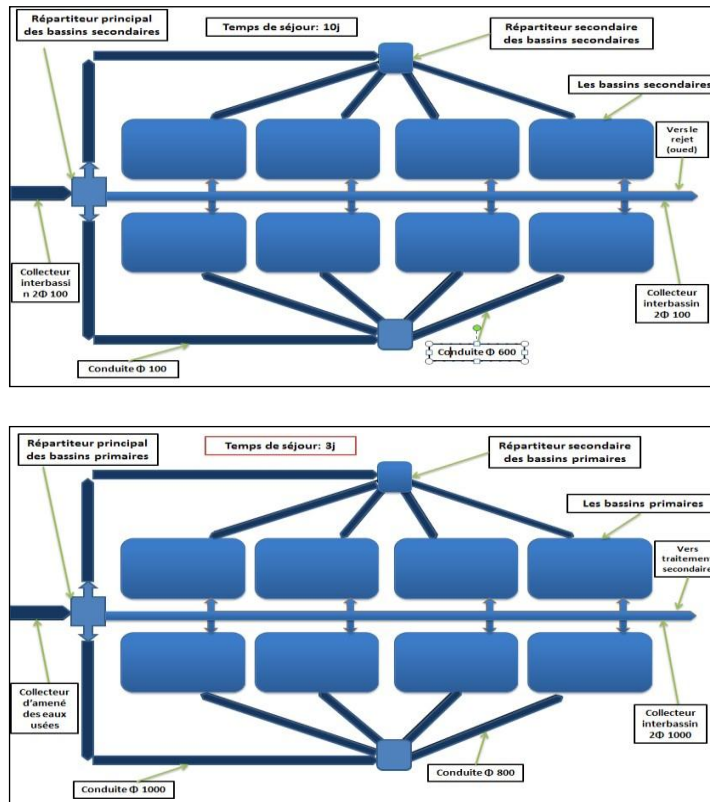 Répartiteur principal
des bassins secondaires
Temps de séjour: 10j
Répartiteur secondaire
des bassins secondaires
Les bassins secondaires
Vers le
rejet
(oued)
Collecteur
interbassi
n 2Φ 100
Collecteur
interbassin
2Φ 100
Conduite Φ 100
Conduite Φ 600
Répartiteur principal
des bassins primaires
Temps de séjour: 3j
Répartiteur secondaire
des bassins primaires
Les bassins primaires
Vers
traitement
secondaire
Collecteur
d'amené
des eaux
usées
Collecteur
interbassin
2Φ 1000
Conduite Φ 1000
Conduite Φ 800